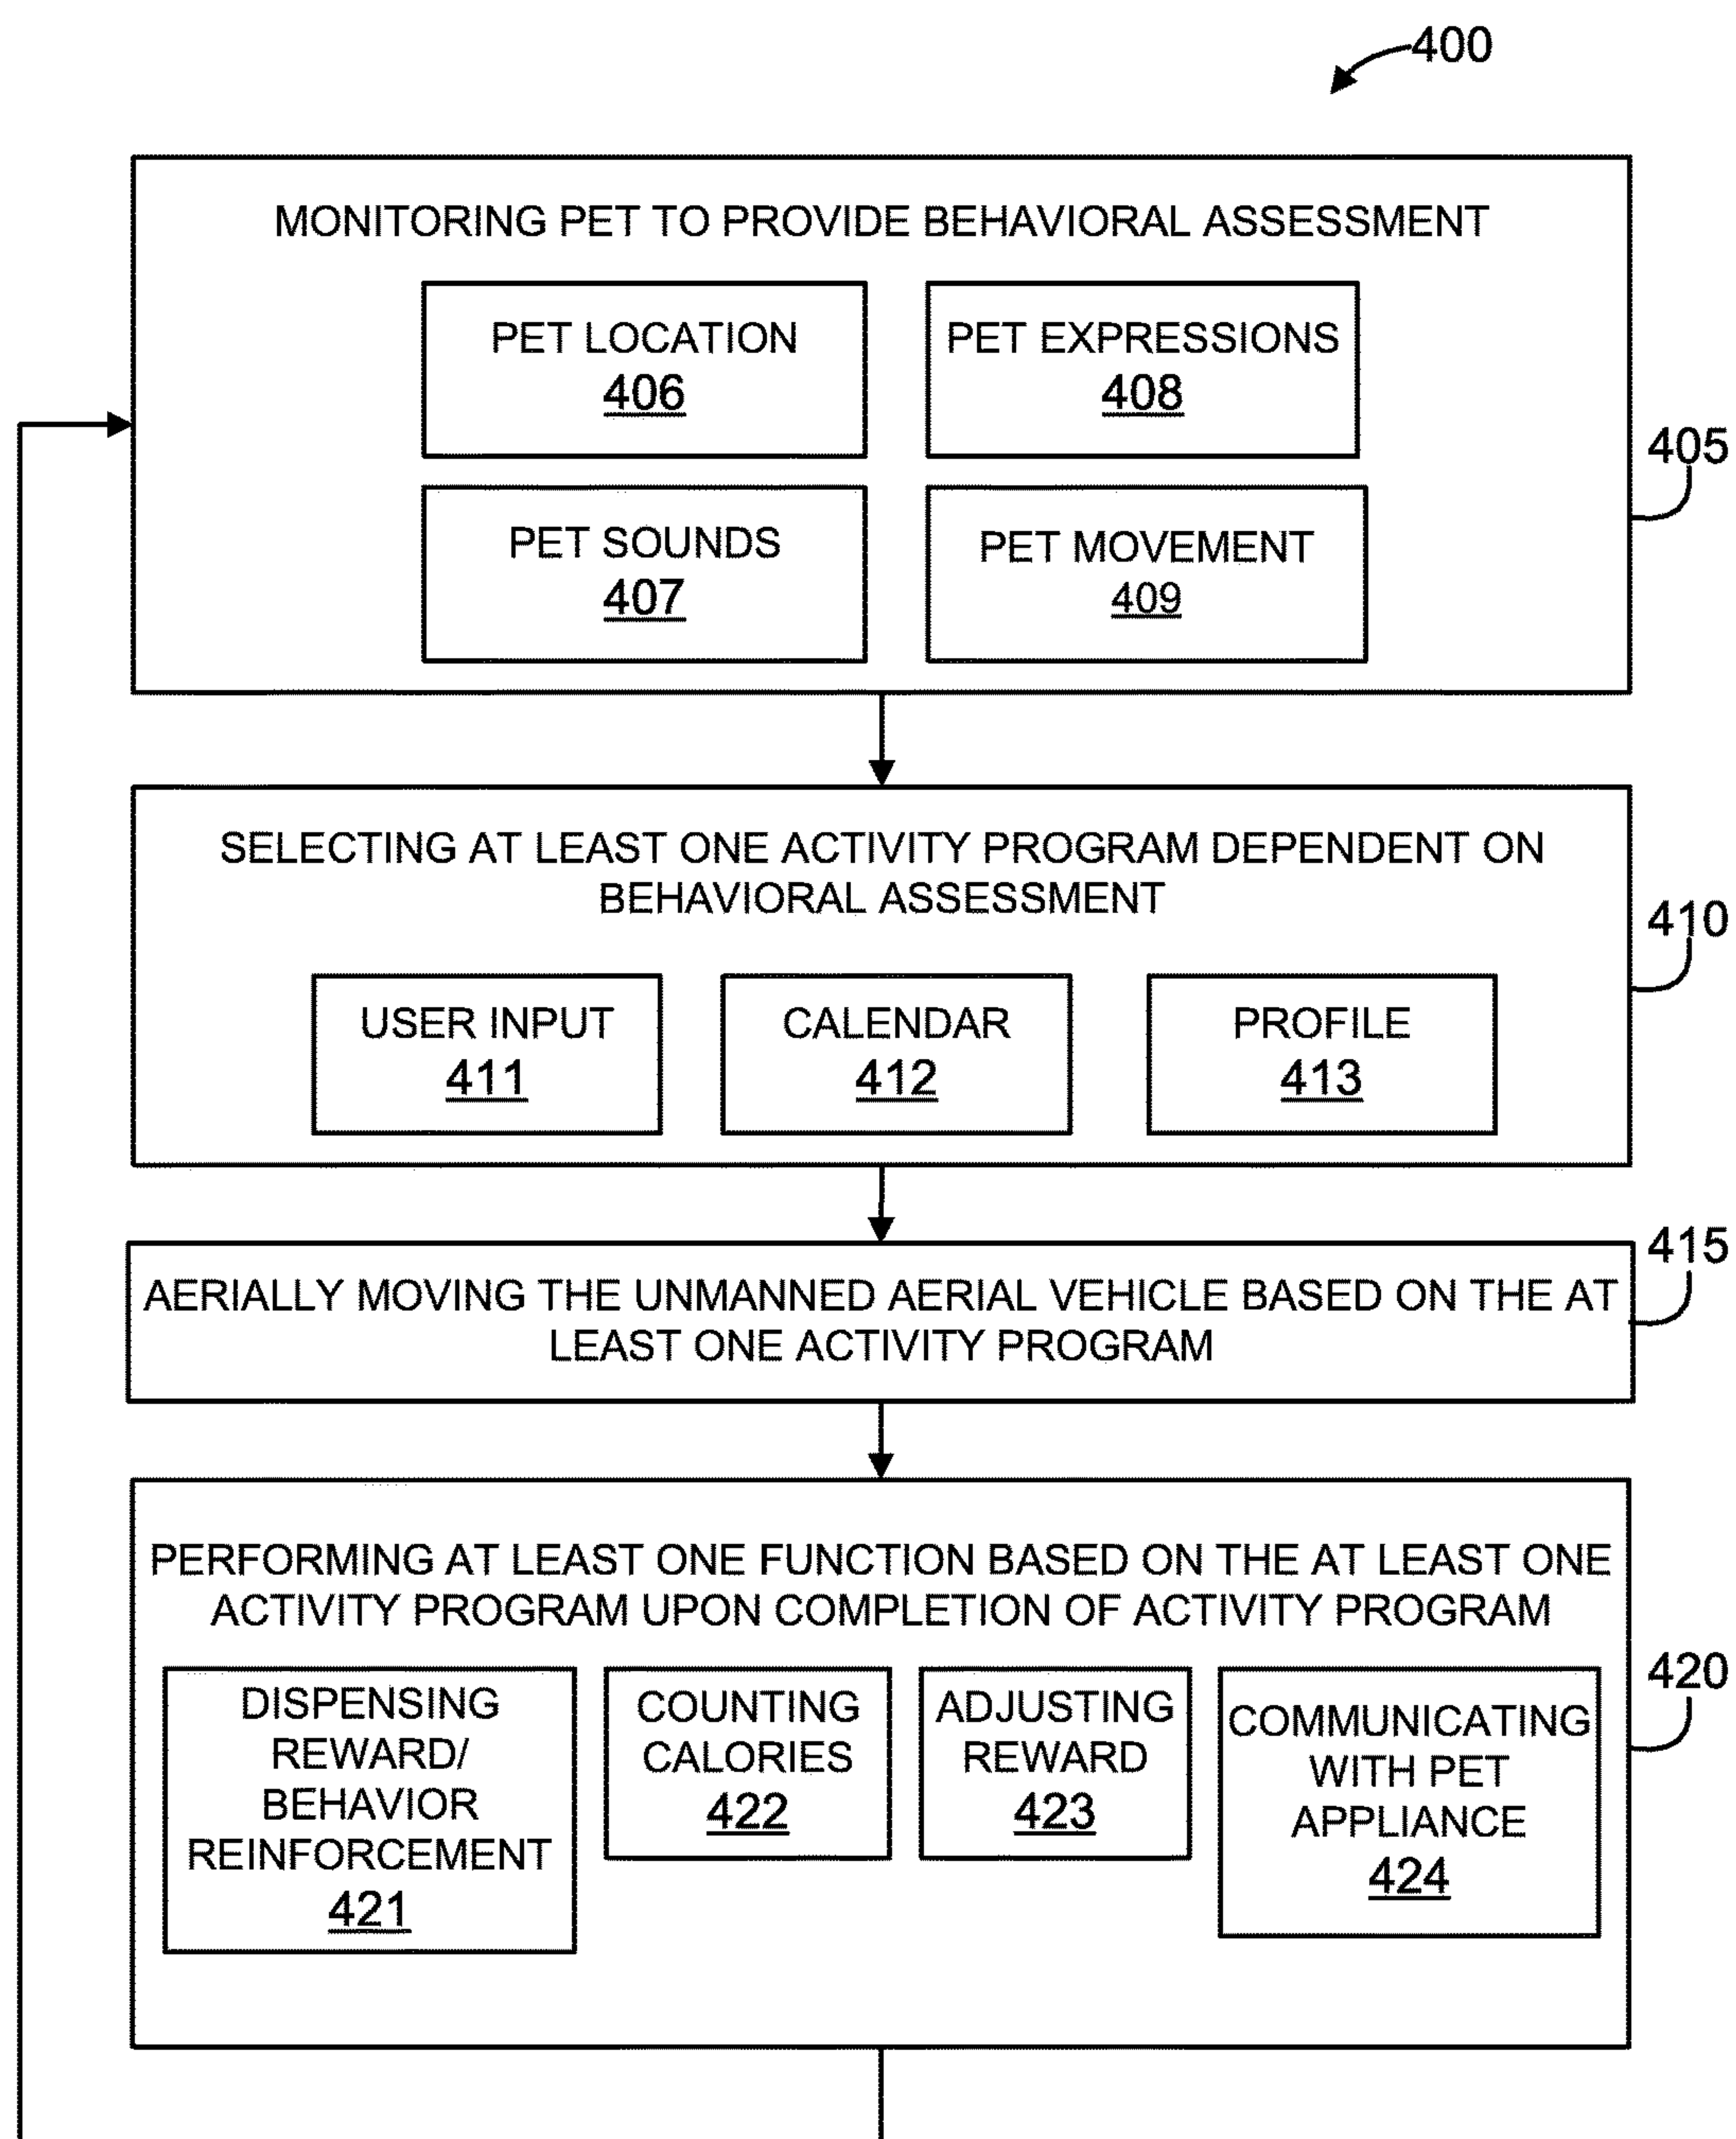 400
MONITORING PET TO PROVIDE BEHAVIORAL ASSESSMENT
PET LOCATION
406
PET EXPRESSIONS
408
PET SOUNDS
407
PET MOVEMENT
409
405
SELECTING AT LEAST ONE ACTIVITY PROGRAM DEPENDENT ON
BEHAVIORAL ASSESSMENT
USER INPUT
411
CALENDAR
412
PROFILE
413
410
AERIALLY MOVING THE UNMANNED AERIAL VEHICLE BASED ON THE AT
LEAST ONE ACTIVITY PROGRAM
415
PERFORMING AT LEAST ONE FUNCTION BASED ON THE AT LEAST ONE
ACTIVITY PROGRAM UPON COMPLETION OF ACTIVITY PROGRAM
DISPENSING
REWARD/
BEHAVIOR
REINFORCEMENT
421
COUNTING
CALORIES
422
ADJUSTING
REWARD
423
COMMUNICATING
WITH PET
APPLIANCE
424
420